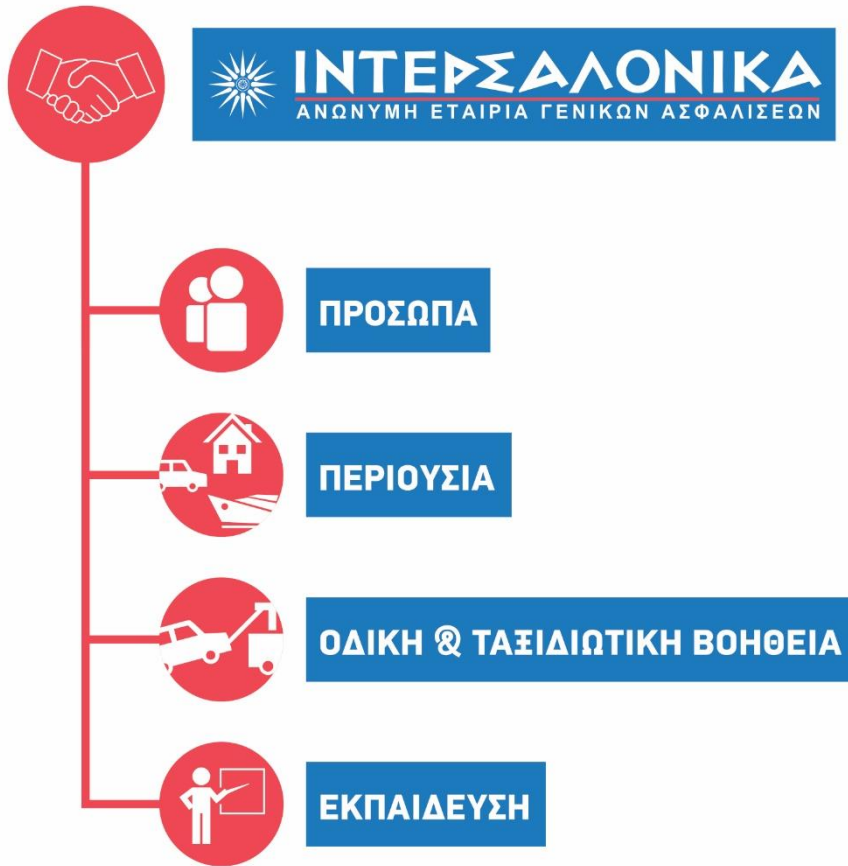 ΙΝΤΕΡΣΑΛΟΝΙΚΑ
ΑΝΩΝΥΜΗ ΕΤΑΙΡΙΑ ΓΕΝΙΚΩΝ ΑΣΦΑΛΙΣΕΩΝ
ΠΡΟΣΩΠΑ
ΠΕΡΙΟΥΣΙΑ
ΟΔΙΚΗ & ΤΑΞΙΔΙΩΤΙΚΗ ΒΟΗΘΕΙΑ
ΕΚΠΑΙΔΕΥΣΗ